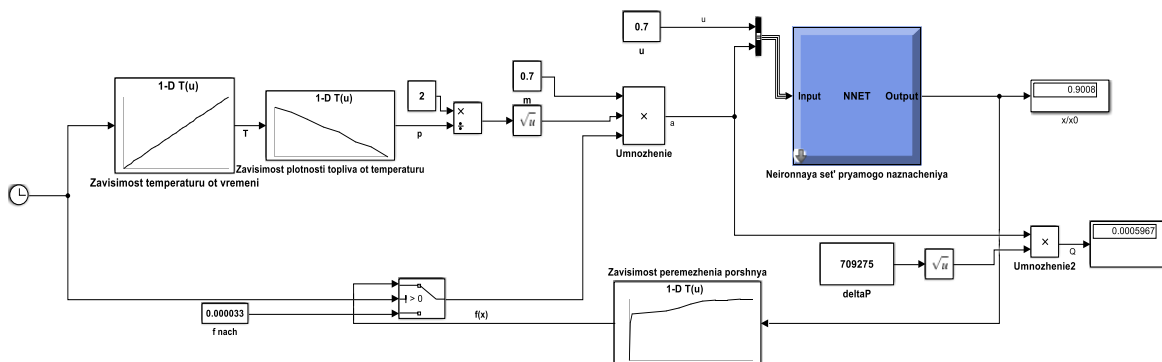 0.7
u
u
1-D T(u)
T
Zavisimost temperaturu ot vremeni
1-D T(u)
p
Zavisimost plotnosti topliva ot temperaturu
2
×
÷
√u
0.7
m
×
a
Umnozhenie
Input NNET Output
Neironnaya set' pryamogo naznacheniya
0.9008
x/x0
709275
deltaP
√u
×
Umnozhenie2
Q
0.0005967
Zavisimost peremezhenia porshnya
1-D T(u)
> 0
0.000033
f nach
f(x)